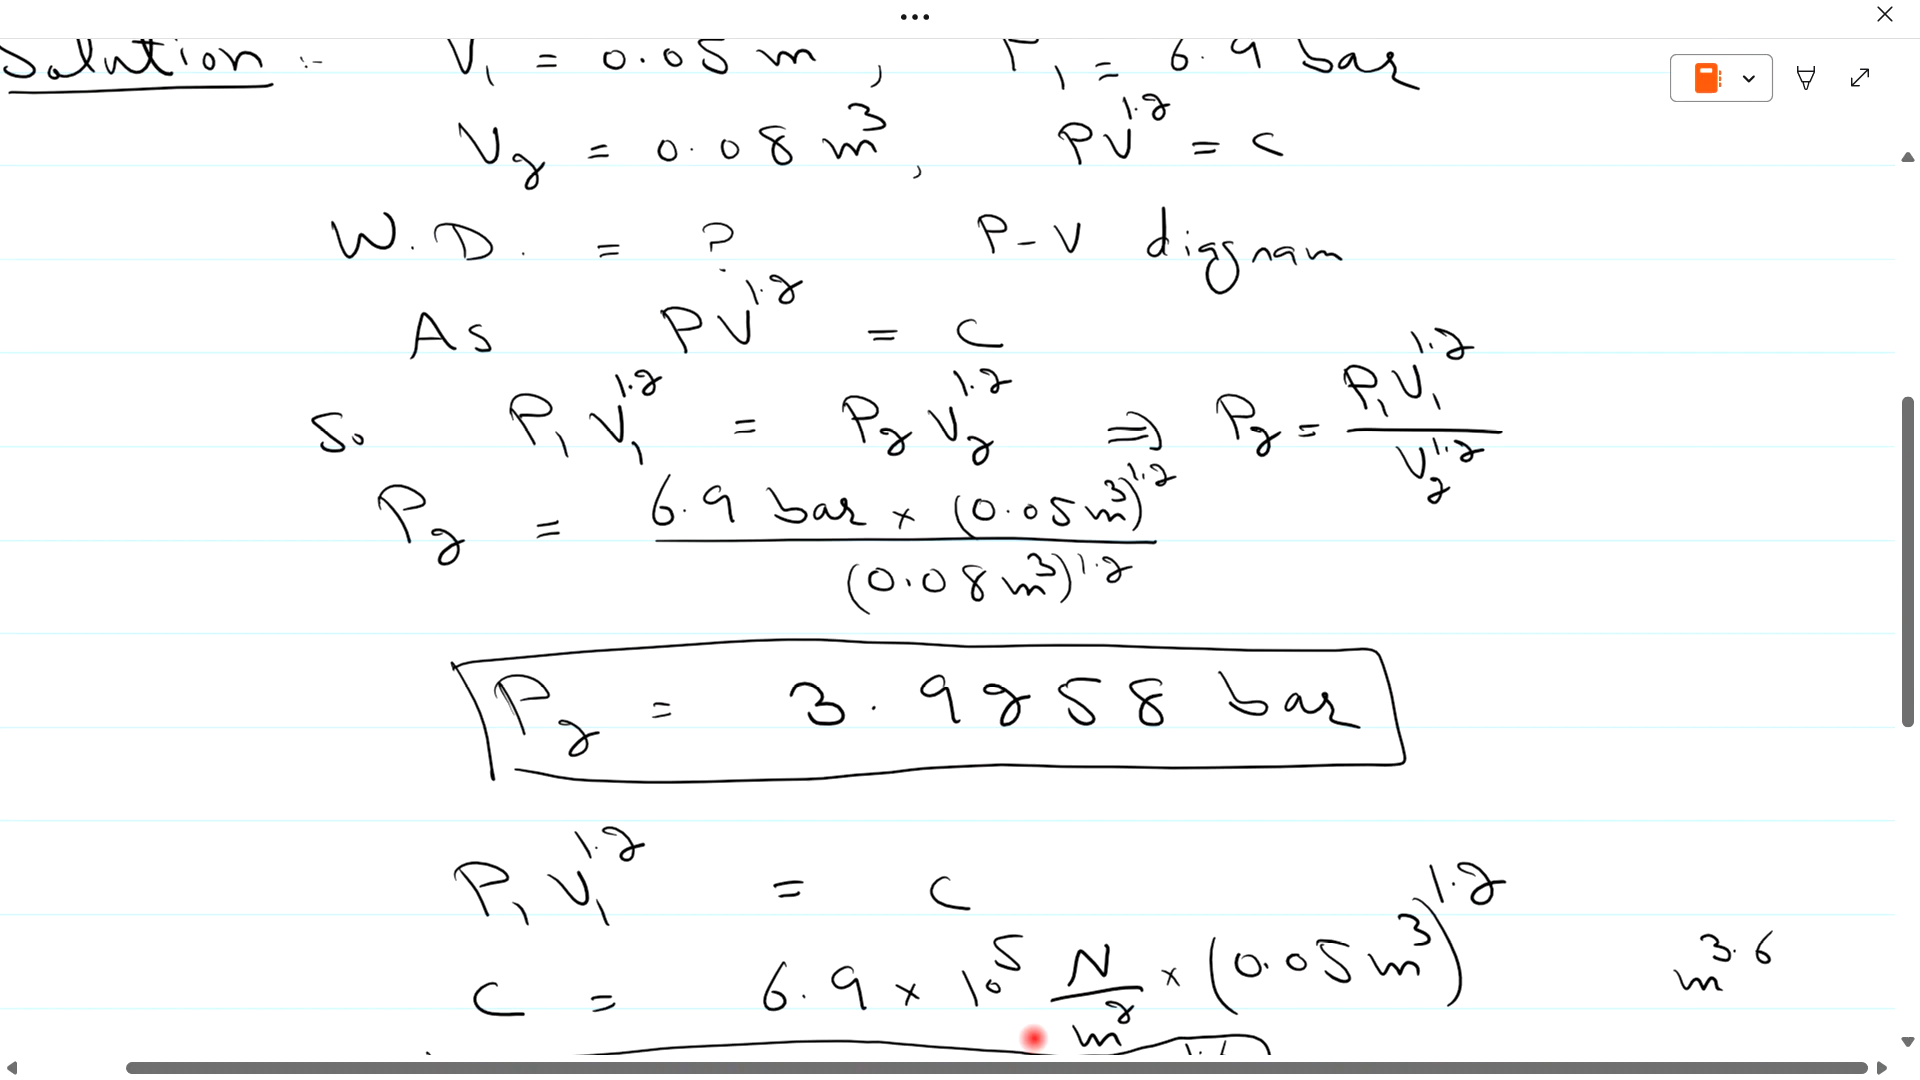 Solution :- V₁ = 0.05 m , P₁ = 6.9 bar
V₂ = 0.08 m³ , PV^1.2 = C
W.D. = ? P-V diggram
As PV^1.2 = C
So P₁V₁^1.2 = P₂V₂^1.2 ⇒ P₂ = P₁V₁^1.2 / V₂^1.2
P₂ = 6.9 bar × (0.05 m³)^1.2 / (0.08 m³)^1.2
P₂ = 3.9258 bar
P₁V₁^1.2 = C
C = 6.9 × 10⁵ N/m² × (0.05 m³)^1.2 m^3.6